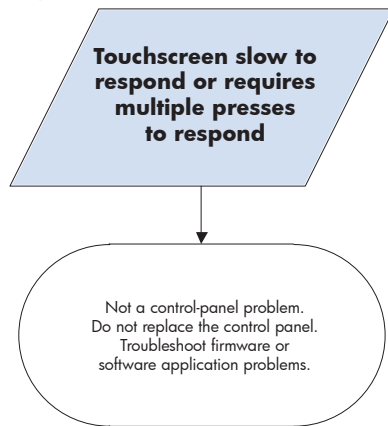 Touchscreen slow to
respond or requires
multiple presses
to respond
Not a control-panel problem.
Do not replace the control panel.
Troubleshoot firmware or
software application problems.